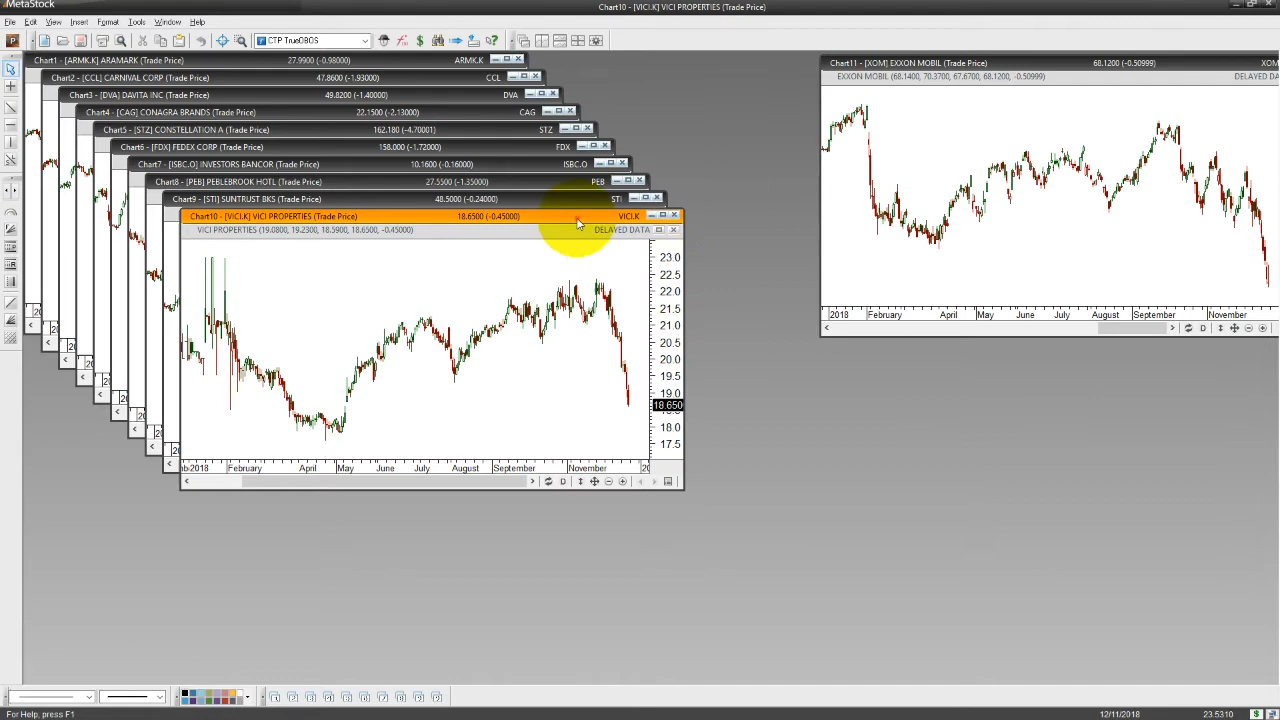 MetaStock
Chart10 - [VICI.K] VICI PROPERTIES (Trade Price)
File Edit View Insert Format Tools Window Help
P
CTP TrueOBOS
Chart1 - [ARMK.K] ARAMARK (Trade Price) 27.9900 (-0.98000) ARMK.K
Chart2 - [CCL] CARNIVAL CORP (Trade Price) 47.8600 (-1.93000) CCL
Chart3 - [DVA] DAVITA INC (Trade Price) 49.8200 (-1.40000) DVA
Chart4 - [CAG] CONAGRA BRANDS (Trade Price) 22.1500 (-2.13000) CAG
Chart5 - [STZ] CONSTELLATION A (Trade Price) 162.180 (-4.70001) STZ
Chart6 - [FDX] FEDEX CORP (Trade Price) 158.000 (-1.72000) FDX
Chart7 - [ISBC.O] INVESTORS BANCOR (Trade Price) 10.1600 (-0.16000) ISBC.O
Chart8 - [PEB] PEBLEBROOK HOTL (Trade Price) 27.5500 (-1.35000) PEB
Chart9 - [STI] SUNTRUST BKS (Trade Price) 48.5000 (-0.24000) STI
Chart10 - [VICI.K] VICI PROPERTIES (Trade Price) 18.6500 (-0.45000) VICI.K
VICI PROPERTIES (19.0800, 19.2300, 18.5900, 18.6500, -0.45000) DELAYED DATA
23.0
22.5
22.0
21.5
21.0
20.5
20.0
19.5
19.0
18.650
18.0
17.5
2018 February April May June July August September November 20
D
Chart11 - [XOM] EXXON MOBIL (Trade Price) 68.1200 (-0.50999) XOM
EXXON MOBIL (68.1400, 70.3700, 67.6700, 68.1200, -0.50999) DELAYED DA
2018 February April May June July August September November
D
For Help, press F1
12/11/2018 23.5310